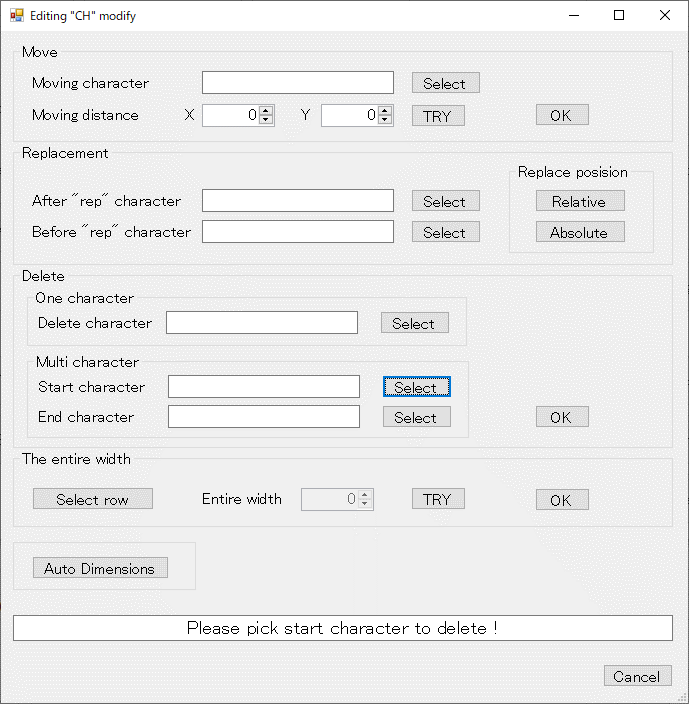 Editing "CH" modify
Move
Moving character Select
Moving distance X 0 Y 0 TRY OK
Replacement
Replace posision
After "rep" character Select Relative
Before "rep" character Select Absolute
Delete
One character
Delete character Select
Multi character
Start character Select
End character Select OK
The entire width
Select row Entire width 0 TRY OK
Auto Dimensions
Please pick start character to delete !
Cancel